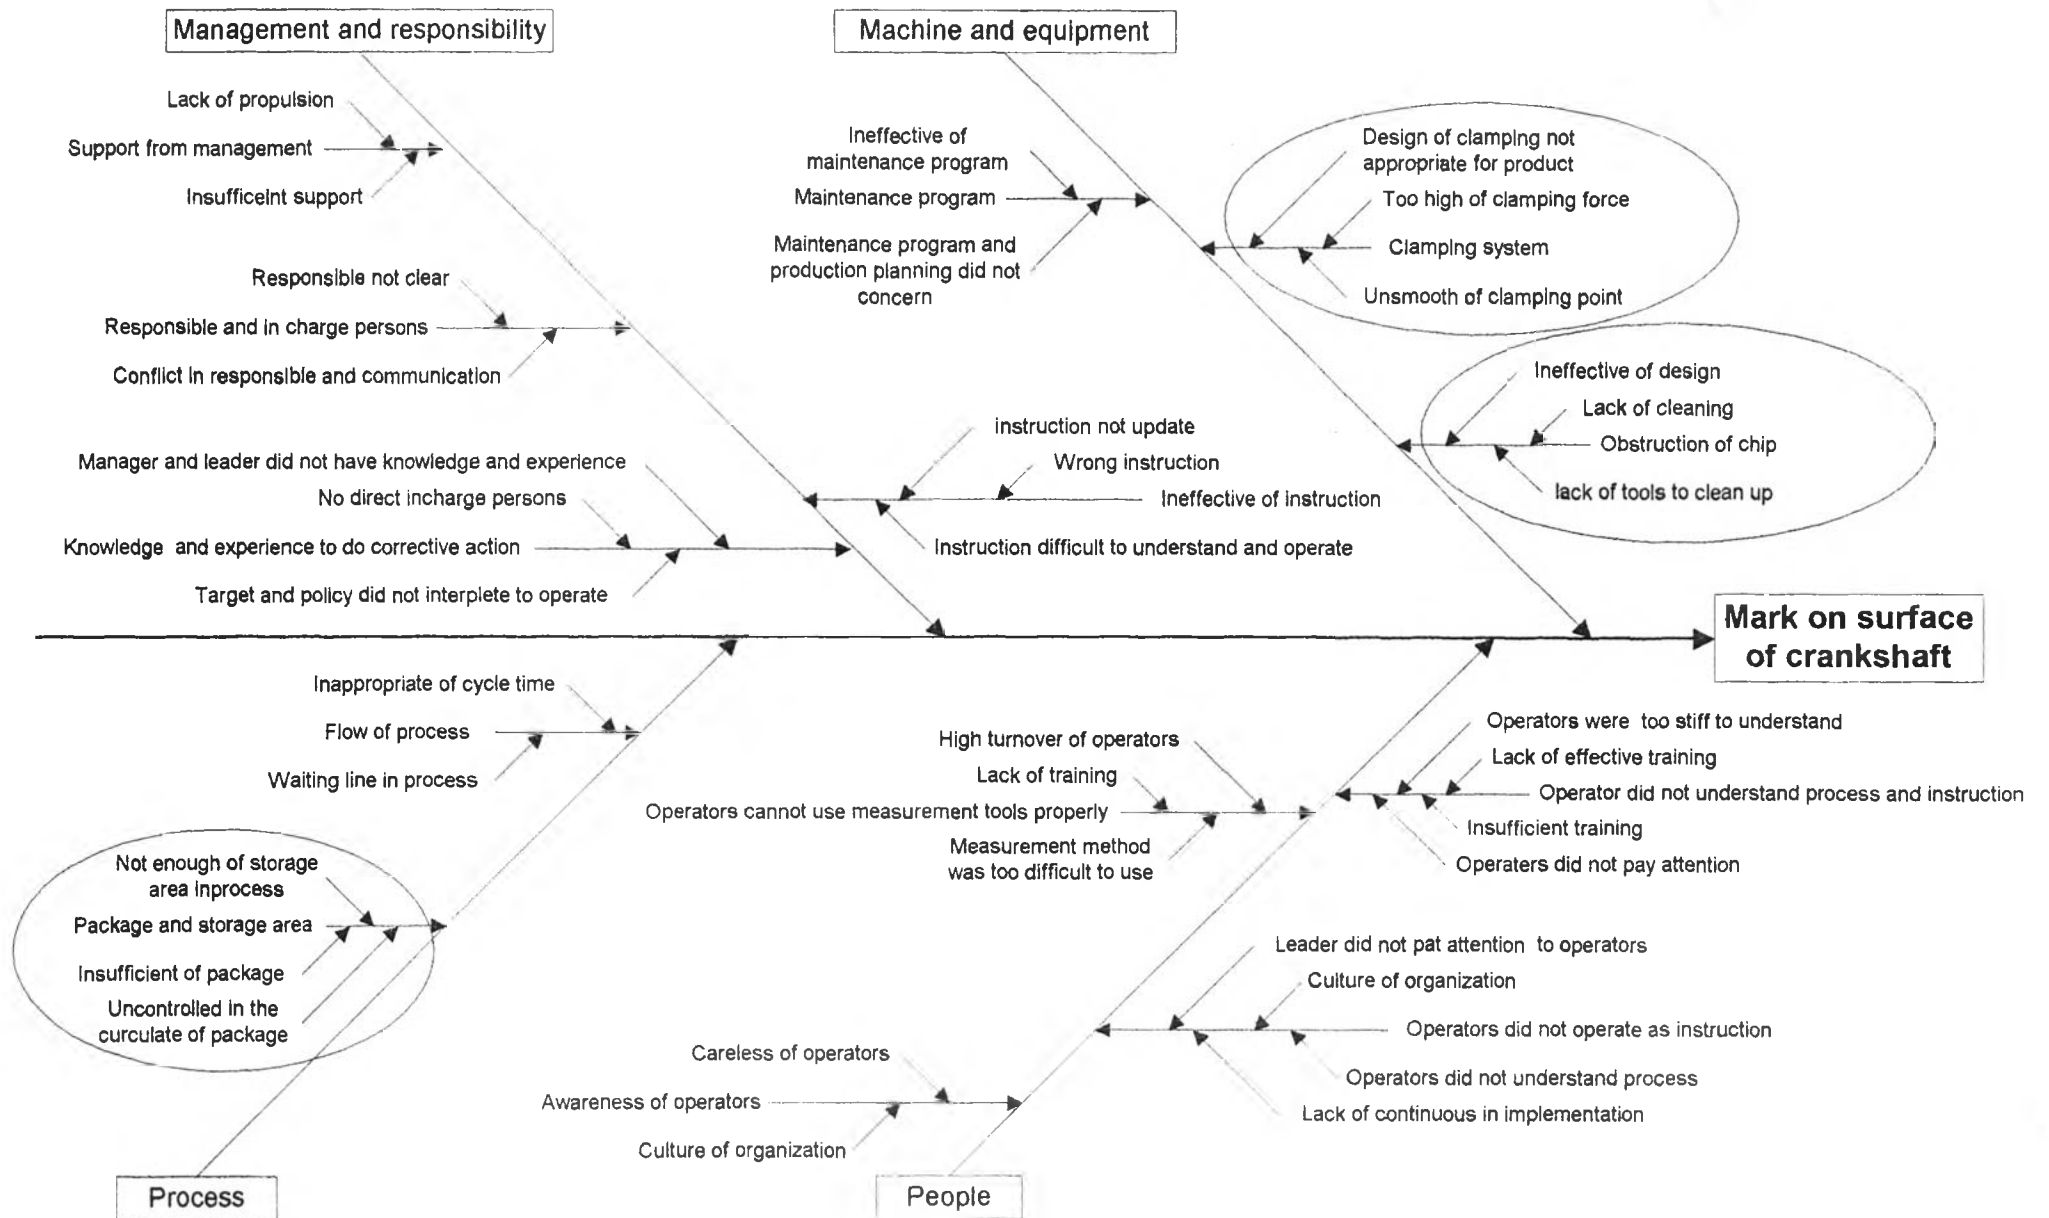 Management and responsibility
Machine and equipment
Lack of propulsion
Support from management
Insufficeint support
Responsible not clear
Responsible and in charge persons
Conflict in responsible and communication
Manager and leader did not have knowledge and experience
No direct incharge persons
Knowledge and experience to do corrective action
Target and policy did not interplete to operate
instruction not update
Wrong instruction
Ineffective of instruction
Instruction difficult to understand and operate
Ineffective of
maintenance program
Maintenance program
Maintenance program and
production planning did not
concern
Design of clamping not
appropriate for product
Too high of clamping force
Clamping system
Unsmooth of clamping point
Ineffective of design
Lack of cleaning
Obstruction of chip
lack of tools to clean up
Mark on surface
of crankshaft
Inappropriate of cycle time
Flow of process
Waiting line in process
Not enough of storage
area inprocess
Package and storage area
Insufficient of package
Uncontrolled in the
curculate of package
High turnover of operators
Lack of training
Operators cannot use measurement tools properly
Measurement method
was too difficult to use
Operators were too stiff to understand
Lack of effective training
Operator did not understand process and instruction
Insufficient training
Operaters did not pay attention
Leader did not pat attention to operators
Culture of organization
Operators did not operate as instruction
Operators did not understand process
Lack of continuous in implementation
Careless of operators
Awareness of operators
Culture of organization
Process
People